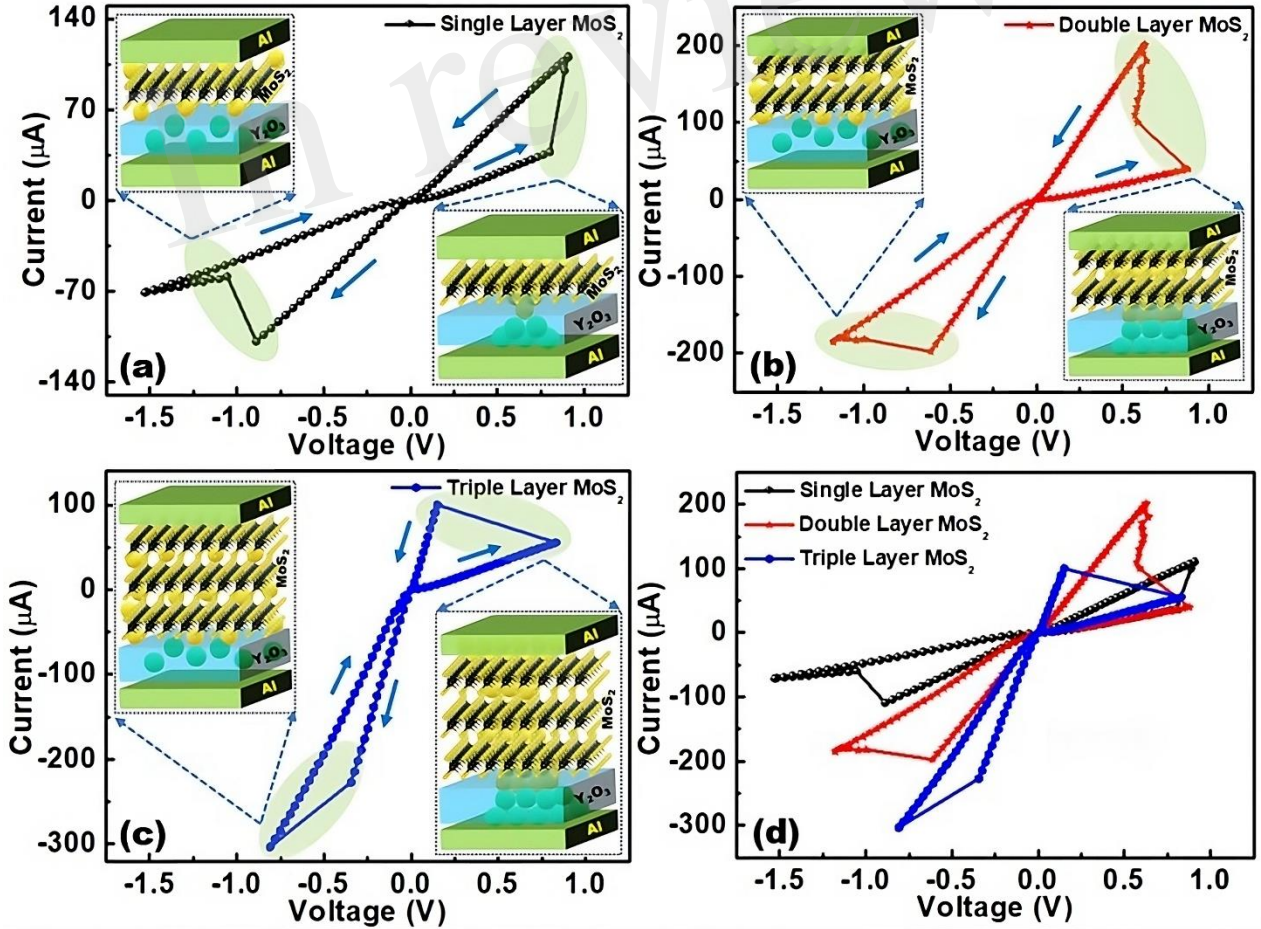 In review
Single Layer MoS₂
Current (μA)
140
70
0
-70
-140
-1.5 -1.0 -0.5 0.0 0.5 1.0
Voltage (V)
(a)
Al
MoS₂
Y₂O₃
Al
Al
MoS₂
Y₂O₃
Al
Double Layer MoS₂
Current (μA)
200
100
0
-100
-200
-1.5 -1.0 -0.5 0.0 0.5 1.0
Voltage (V)
(b)
Al
MoS₂
Y₂O₃
Al
Al
MoS₂
Y₂O₃
Al
Triple Layer MoS₂
Current (μA)
100
0
-100
-200
-300
-1.5 -1.0 -0.5 0.0 0.5 1.0
Voltage (V)
(c)
Al
MoS₂
Y₂O₃
Al
Al
MoS₂
Y₂O₃
Al
Single Layer MoS₂
Double Layer MoS₂
Triple Layer MoS₂
Current (μA)
200
100
0
-100
-200
-300
-1.5 -1.0 -0.5 0.0 0.5 1.0
Voltage (V)
(d)